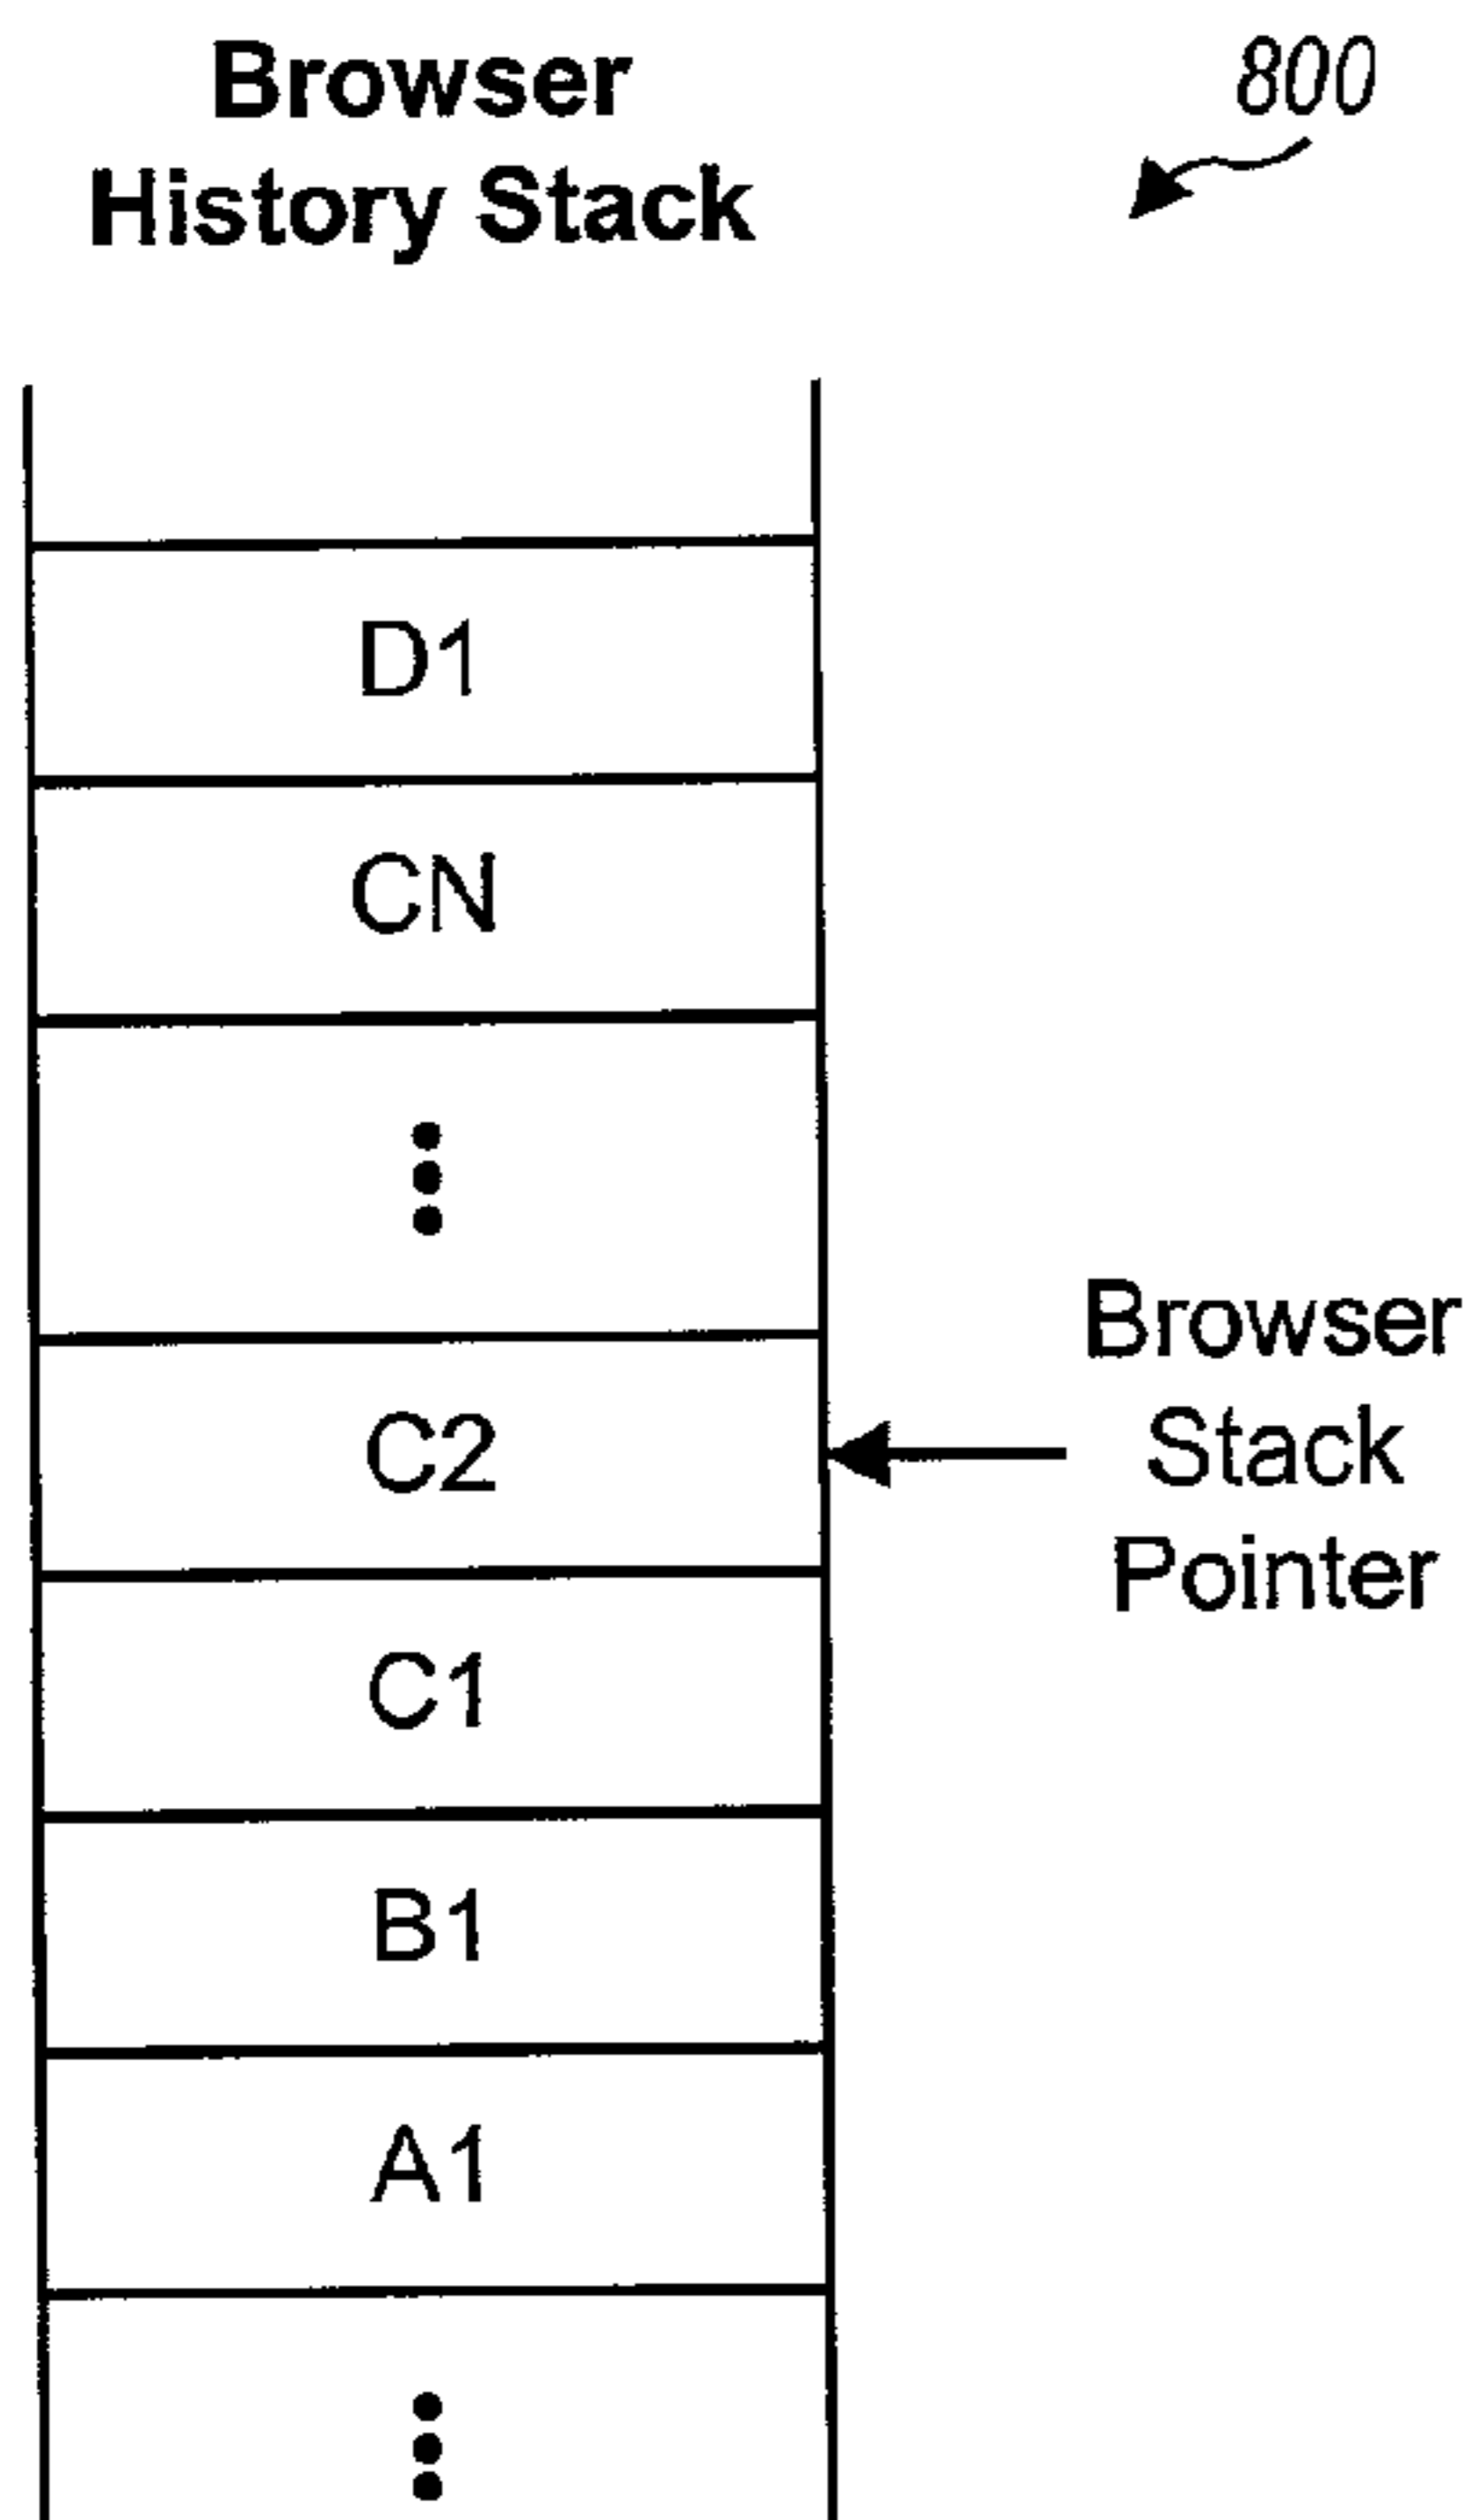 Browser
History Stack
800
D1
CN
C2
Browser
Stack
Pointer
C1
B1
A1